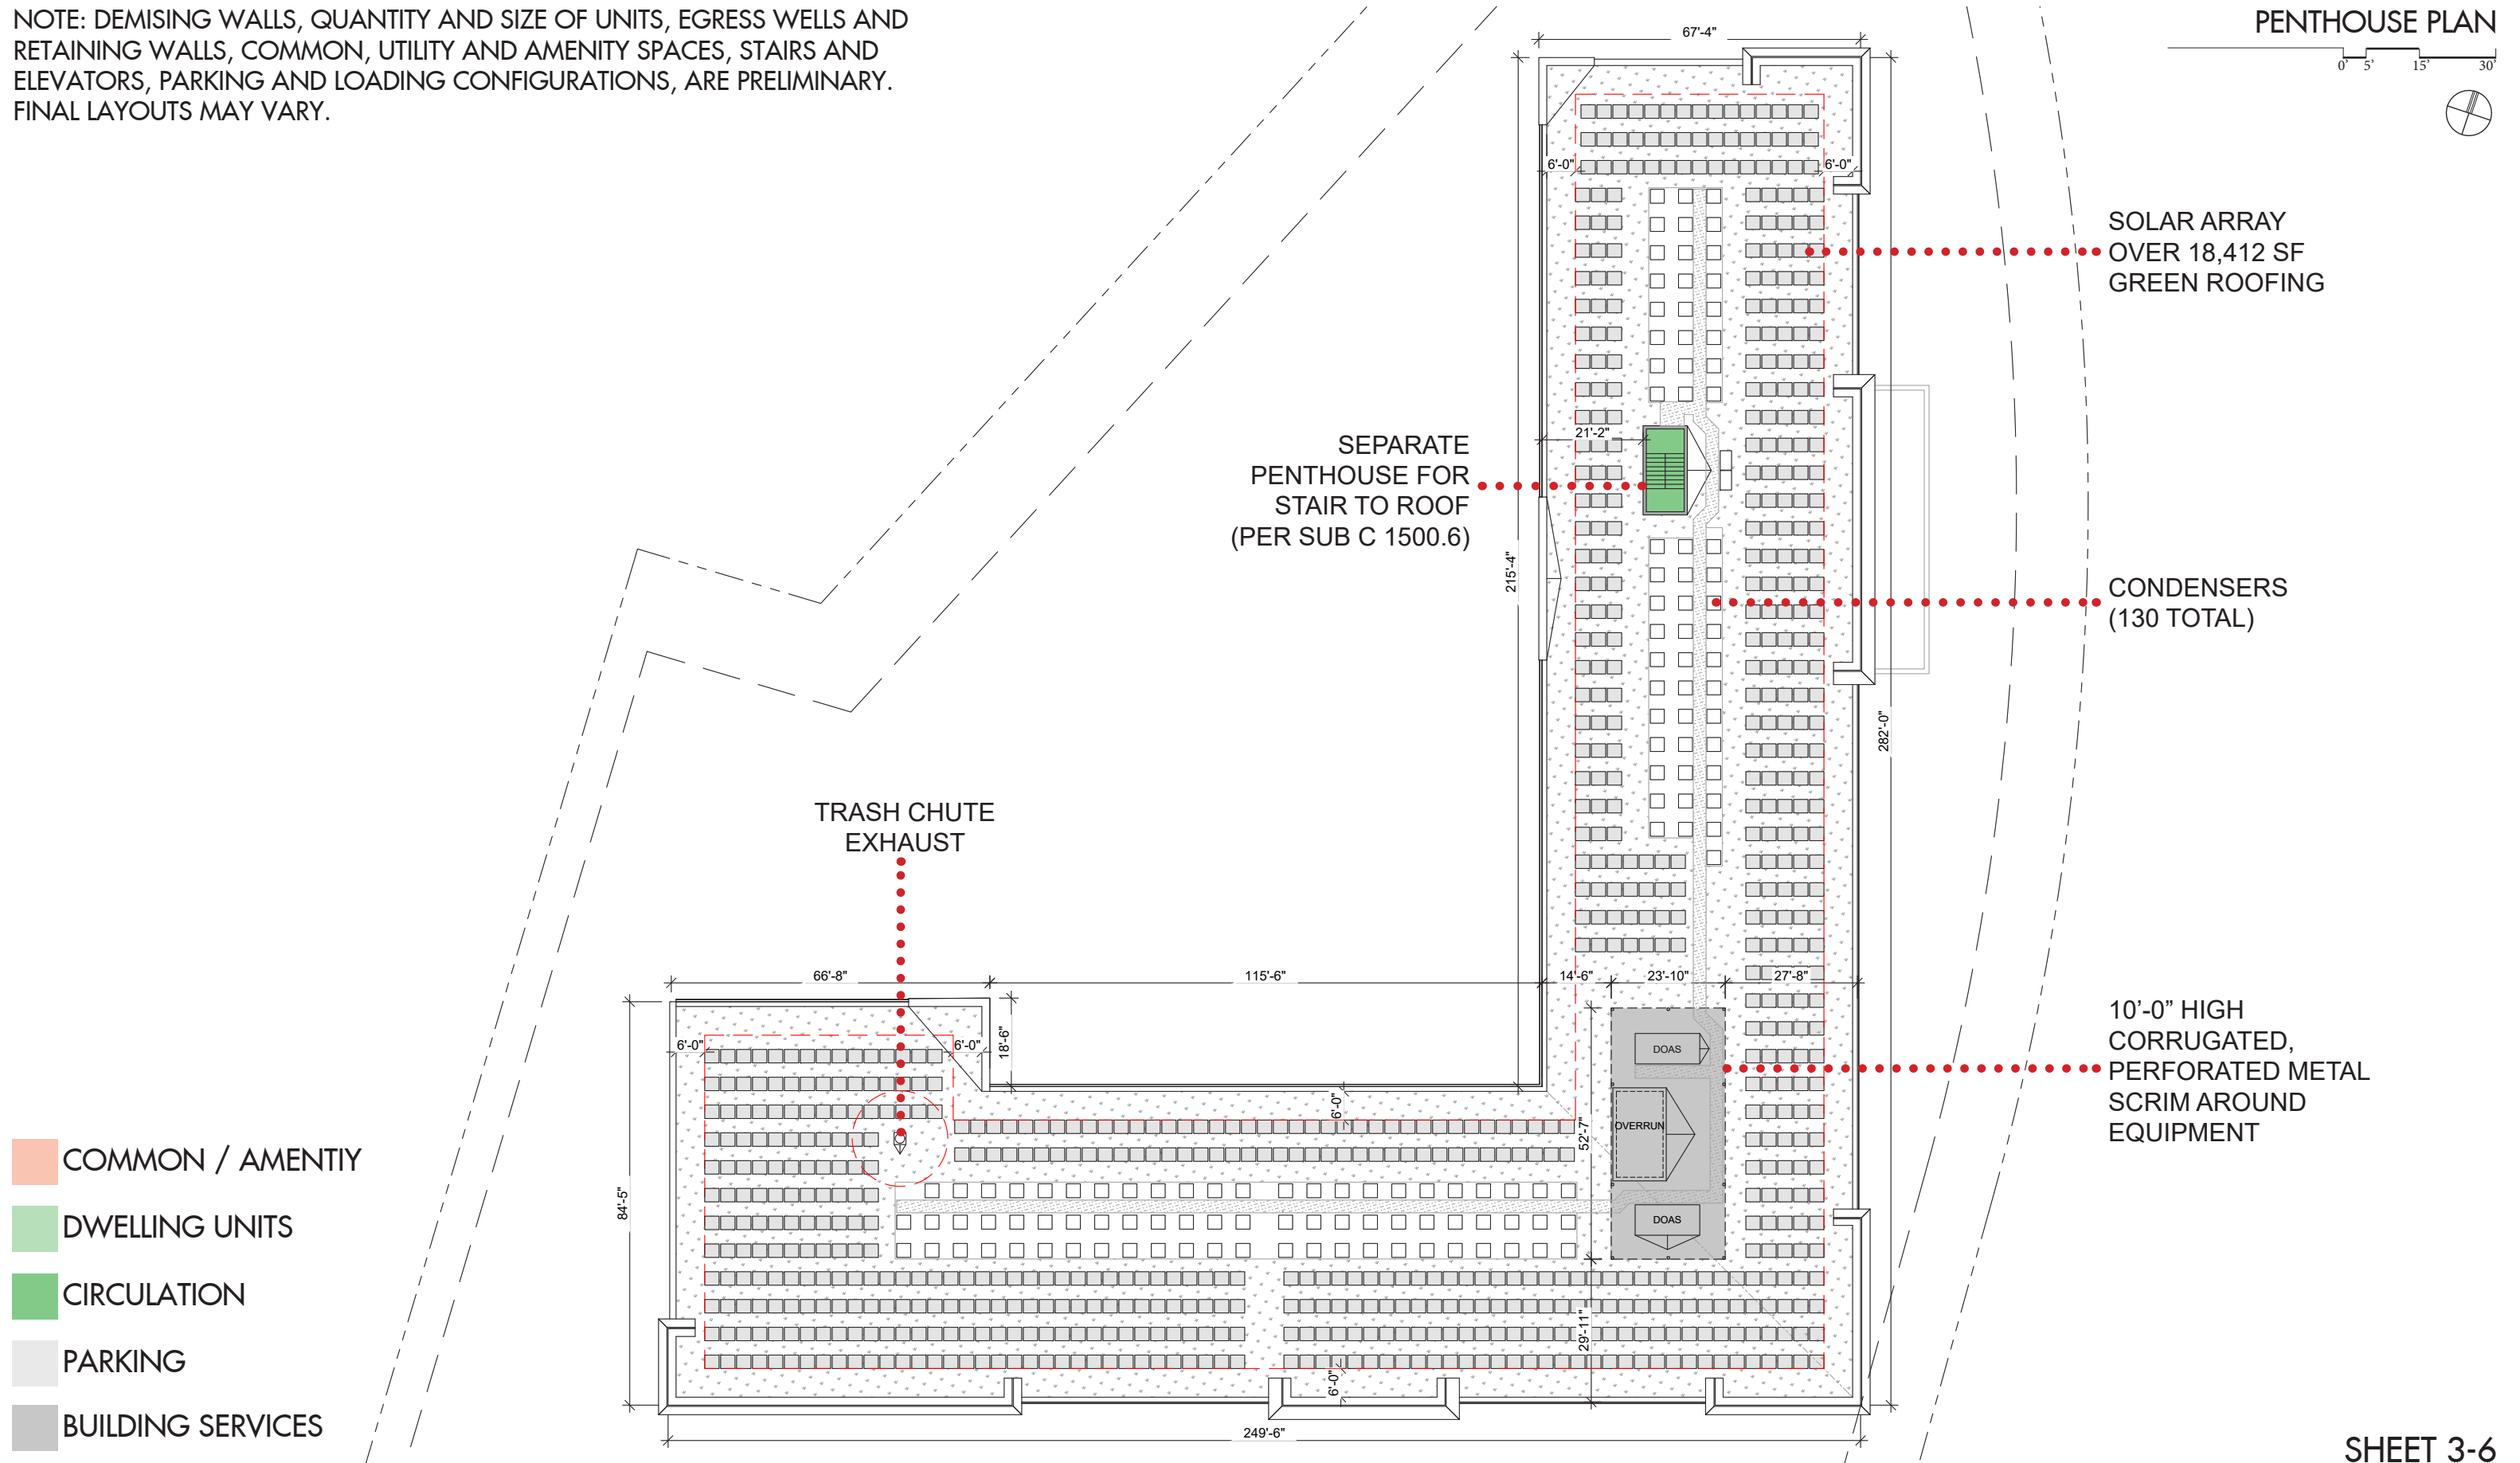 NOTE: DEMISING WALLS, QUANTITY AND SIZE OF UNITS, EGRESS WELLS AND
RETAINING WALLS, COMMON, UTILITY AND AMENITY SPACES, STAIRS AND
ELEVATORS, PARKING AND LOADING CONFIGURATIONS, ARE PRELIMINARY.
FINAL LAYOUTS MAY VARY.
PENTHOUSE PLAN
0' 5' 15' 30'
67'-4"
6'-0"
6'-0"
SOLAR ARRAY
OVER 18,412 SF
GREEN ROOFING
21'-2"
SEPARATE
PENTHOUSE FOR
STAIR TO ROOF
(PER SUB C 1500.6)
215'-4"
CONDENSERS
(130 TOTAL)
282'-0"
TRASH CHUTE
EXHAUST
66'-8"
115'-6"
14'-6"
23'-10"
27'-8"
6'-0"
6'-0"
18'-6"
DOAS
10’-0” HIGH
CORRUGATED,
PERFORATED METAL
SCRIM AROUND
EQUIPMENT
6'-0"
52'-7"
OVERRUN
84'-5"
DOAS
29'-11"
6'-0"
249'-6"
COMMON / AMENTIY
DWELLING UNITS
CIRCULATION
PARKING
BUILDING SERVICES
SHEET 3-6